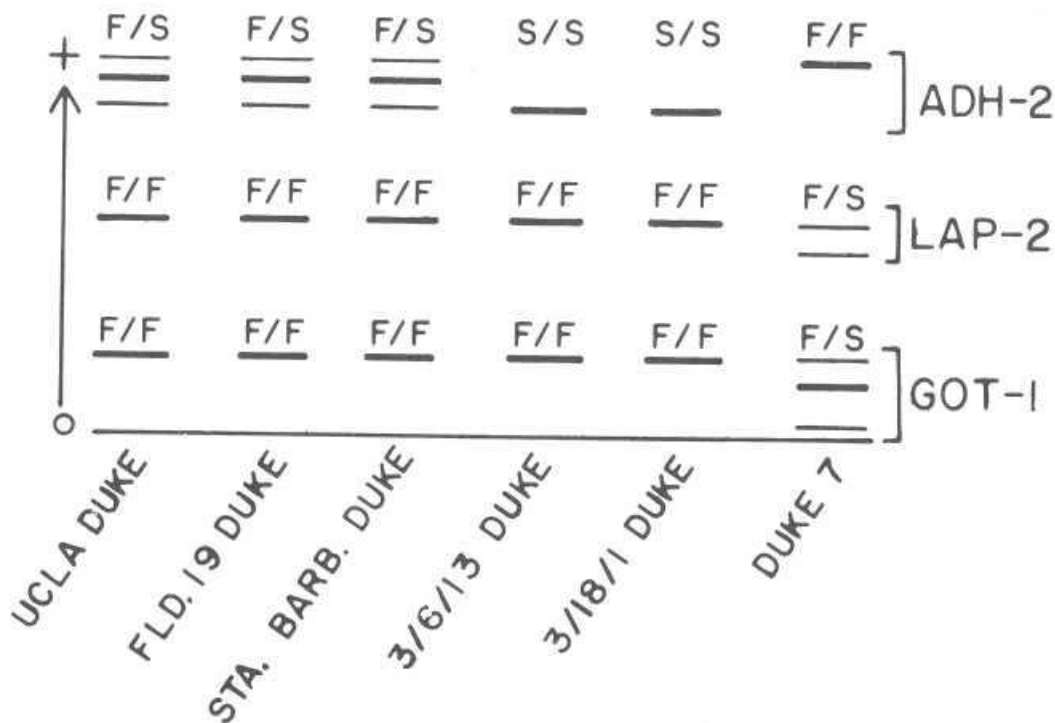 F/S F/S F/S S/S S/S F/F
+
ADH-2
F/F F/F F/F F/F F/F F/S
LAP-2
F/F F/F F/F F/F F/F F/S
GOT-1
O
UCLA DUKE
FLD. 19 DUKE
STA. BARB. DUKE
3/6/13 DUKE
3/18/1 DUKE
DUKE 7